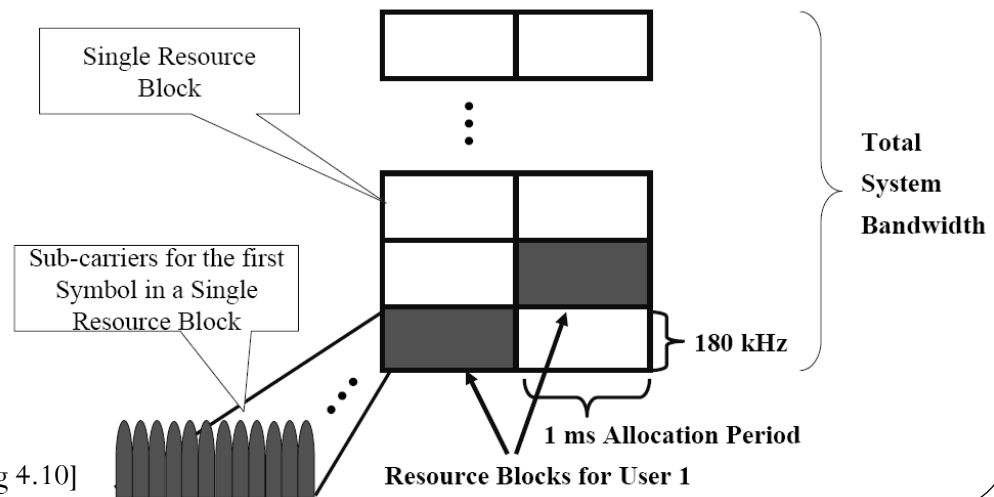 Single Resource
Block
Total
System
Bandwidth
Sub-carriers for the first
Symbol in a Single
Resource Block
180 kHz
1 ms Allocation Period
Resource Blocks for User 1
4.10]